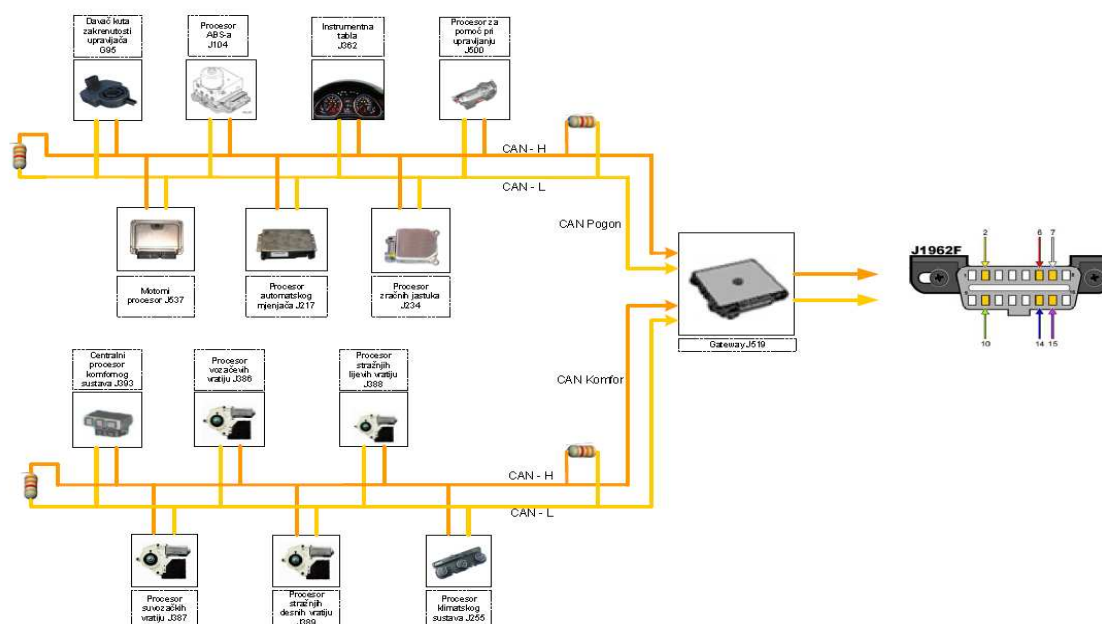 Davač kuta
zakrenutosti
upravljača
G95
Procesor
ABS-a
J104
Instrumentna
tabla
J362
Procesor za
pomoć pri
upravljanju
J500
CAN - H
CAN - L
Motorni
procesor J537
Procesor
automatskog
mjenjača J217
Procesor
zračnih jastuka
J234
CAN Pogon
Gateway J519
J1962F
2
6
7
1
10
14
15
CAN Komfor
Centralni
procesor
komfornog
sustava J393
Procesor
vozačevih
vratiju J386
Procesor
stražnjih
lijevih vratiju
J388
CAN - H
CAN - L
Procesor
suvozačkih
vratiju J387
Procesor
stražnjih
desnih vratiju
J389
Procesor
klimatskog
sustava J255